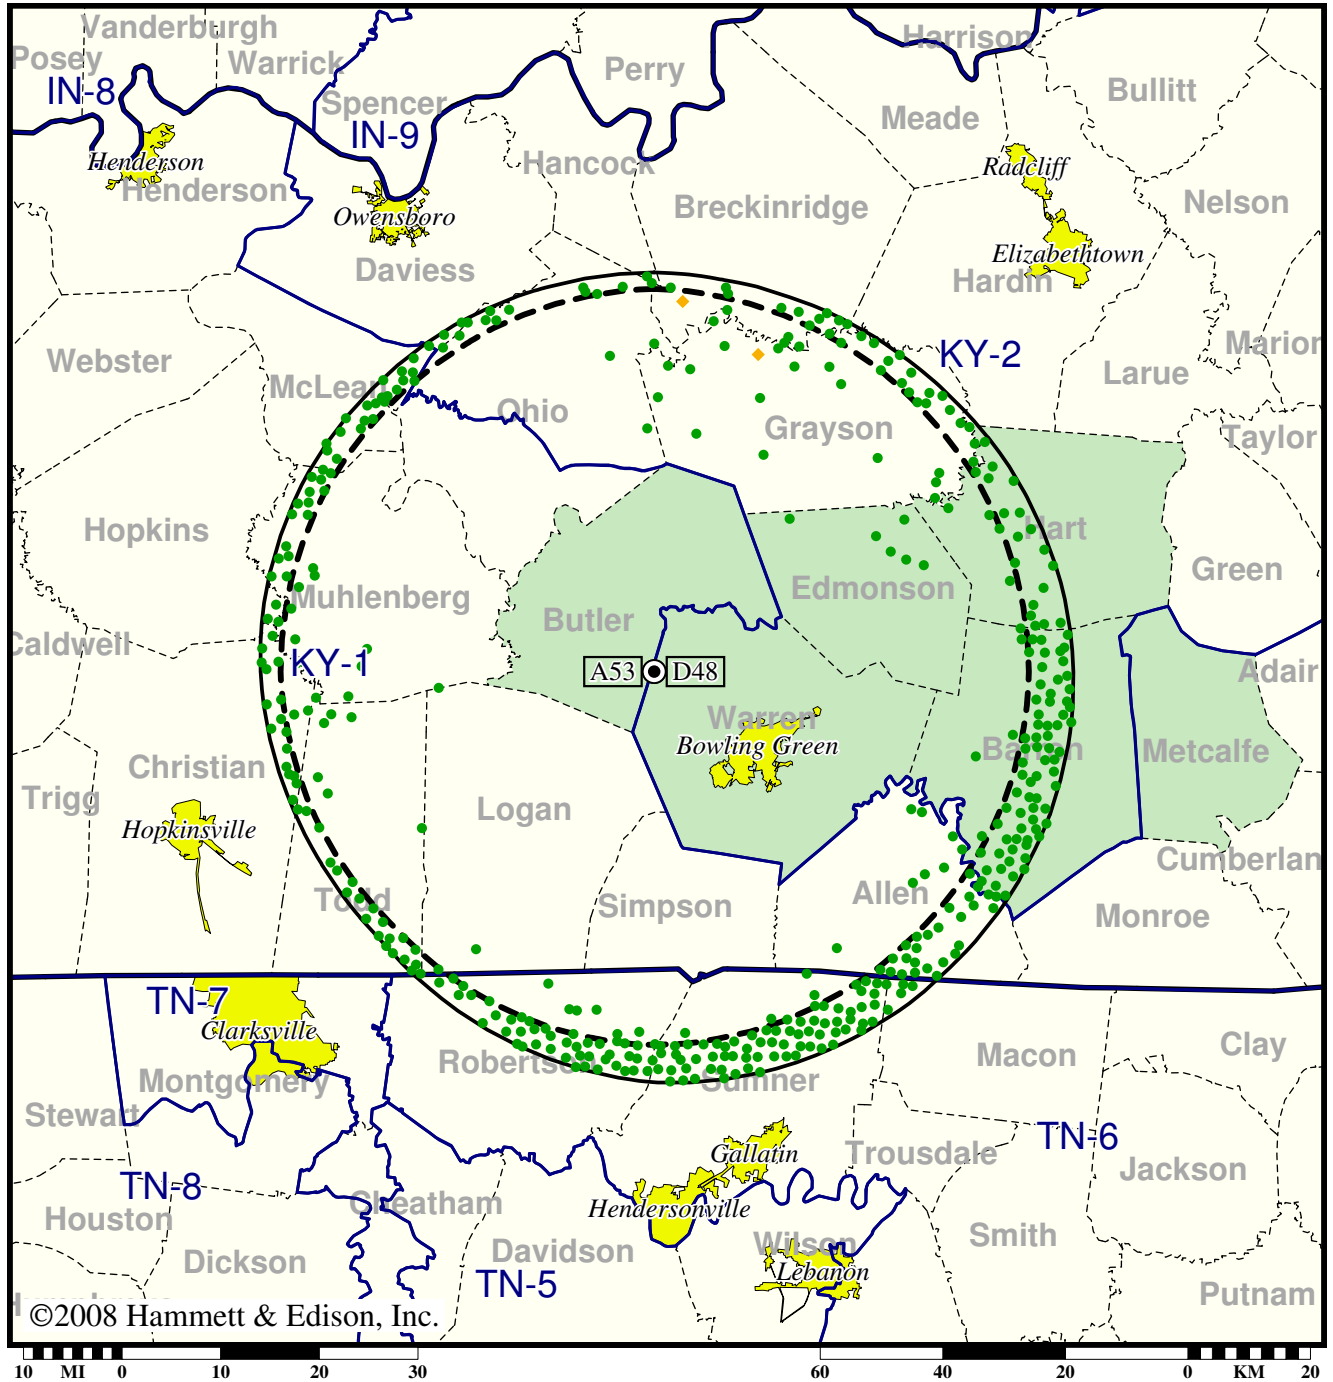 Vanderburgh
Harrison
Posey
Warrick
Perry
IN-8
Bullitt
Spencer
Meade
IN-9
Henderson
Hancock
Radcliff
Henderson
Nelson
Owensboro
Breckinridge
Elizabethtown
Daviess
Hardin
Marion
KY-2
Webster
Larue
McLean
Ohio
Grayson
Taylor
Hopkins
Hart
Green
Edmonson
Muhlenberg
Butler
Caldwell
KY-1
A53 D48
Adair
Warren
Bowling Green
Barren
Metcalfe
Christian
Trigg
Logan
Hopkinsville
Cumberlan
Todd
Simpson
Allen
Monroe
TN-7
Clarksville
Clay
Robertson
Macon
Montgomery
Sumner
Stewart
TN-6
Gallatin
Trousdale
Jackson
TN-8
Cheatham
Hendersonville
Houston
Smith
Davidson
Wilson
Dickson
Lebanon
TN-5
Putnam
©2008 Hammett & Edison, Inc.
10 MI 0 10 20 30 60 40 20 0 KM 20